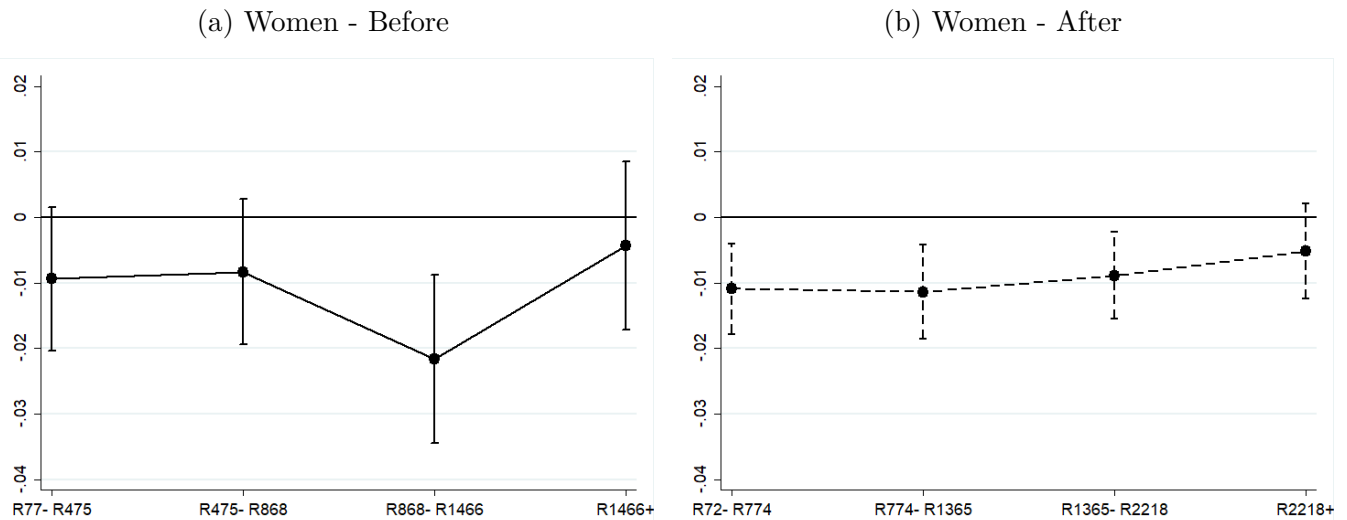 (a) Women - Before
.02
.01
0
-.01
-.02
-.03
-.04
R77- R475
R475- R868
R868- R1466
R1466+
(b) Women - After
.02
.01
0
-.01
-.02
-.03
-.04
R72- R774
R774- R1365
R1365- R2218
R2218+